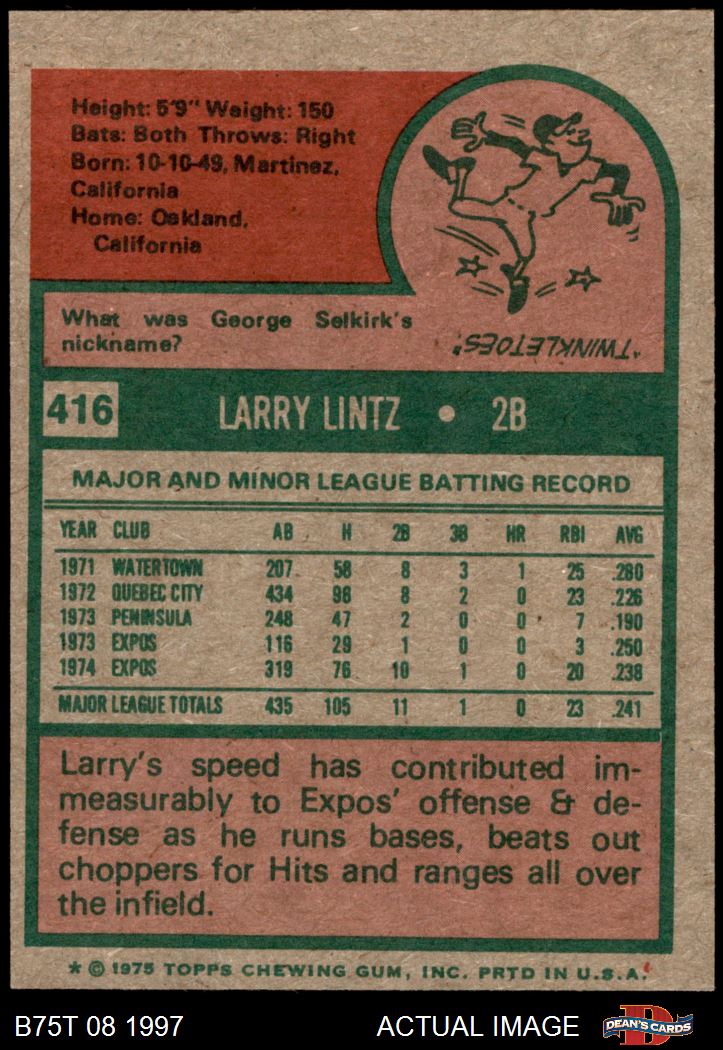 Height: 5'9" Weight: 150
Bats: Both Throws: Right
Born: 10-10-49, Martinez,
California
Home: Oakland,
California
What was George Selkirk's
nickname?
"TWINKLETOES"
416 LARRY LINTZ • 2B
MAJOR AND MINOR LEAGUE BATTING RECORD
YEAR CLUB AB H 2B 3B HR RBI AVG
1971 WATERTOWN 207 58 8 3 1 25 .280
1972 QUEBEC CITY 434 98 8 2 0 23 .226
1973 PENINSULA 248 47 2 0 0 7 .190
1973 EXPOS 116 29 1 0 0 3 .250
1974 EXPOS 319 76 10 1 0 20 .238
MAJOR LEAGUE TOTALS 435 105 11 1 0 23 .241
Larry's speed has contributed im-
measurably to Expos' offense & de-
fense as he runs bases, beats out
choppers for Hits and ranges all over
the infield.
* © 1975 TOPPS CHEWING GUM, INC. PRTD IN U.S.A.
B75T 08 1997 ACTUAL IMAGE D DEAN'S CARDS